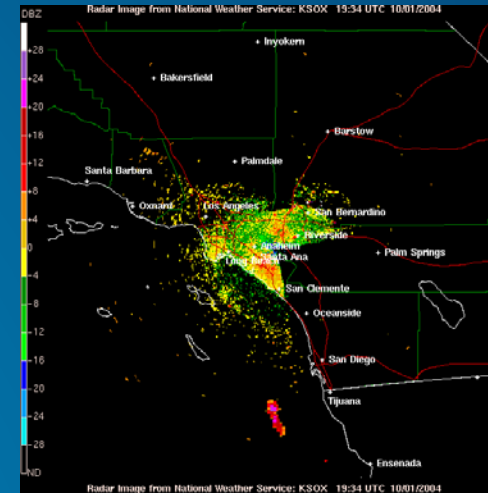 DBZ
Radar Image from National Weather Service: KSOX 19:34 UTC 10/01/2004
Inyokern
+28
Bakersfield
+24
+20
+16
Barstow
+12
Palmdale
Santa Barbara
+8
Oxnard
Los Angeles
San Bernardino
+4
Riverside
Anaheim
0
Palm Springs
Santa Ana
Long Beach
-4
San Clemente
-8
Oceanside
-12
-16
San Diego
-20
Tijuana
-24
-28
Ensenada
ND
Radar Image from National Weather Service: KSOX 19:34 UTC 10/01/2004